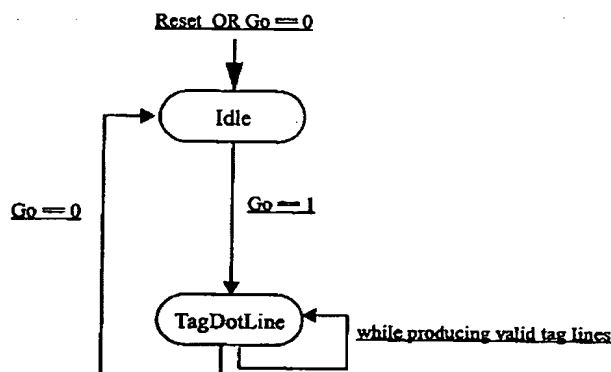 Reset OR Go == 0
Idle
Go == 0
Go == 1
TagDotLine
while producing valid tag lines